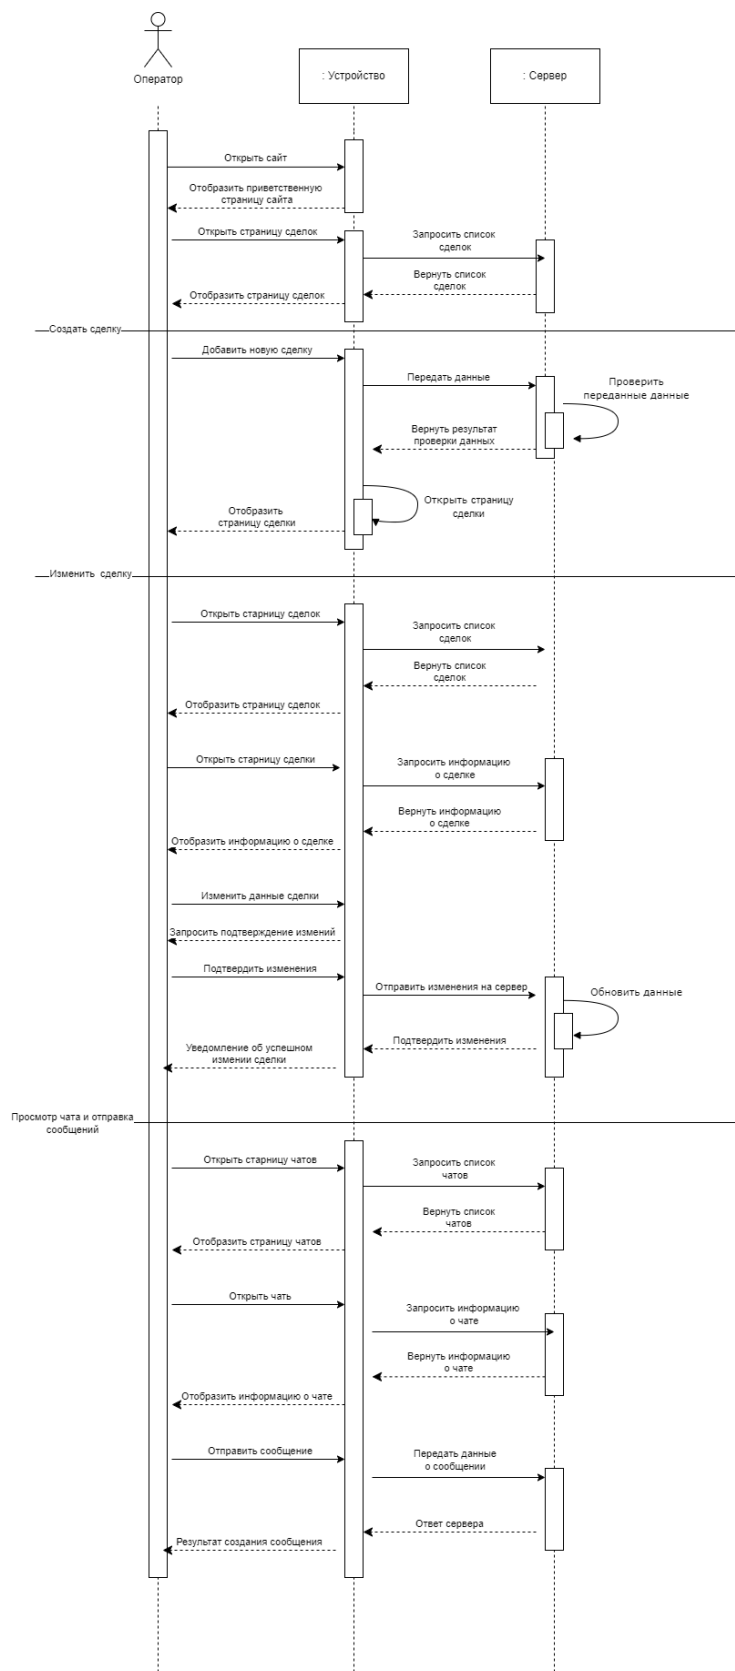 Оператор
: Устройство
: Сервер
Открыть сайт
Отобразить приветственную
страницу сайта
Открыть страницу сделок
Запросить список
сделок
Вернуть список
сделок
Отобразить страницу сделок
Создать сделку
Добавить новую сделку
Передать данные
Проверить
переданные данные
Вернуть результат
проверки данных
Открыть страницу
сделки
Отобразить
страницу сделки
Изменить сделку
Открыть старницу сделок
Запросить список
сделок
Вернуть список
сделок
Отобразить страницу сделок
Открыть старницу сделки
Запросить информацию
о сделке
Вернуть информацию
о сделке
Отобразить информацию о сделке
Изменить данные сделки
Запросить подтверждение измений
Подтвердить изменения
Отправить изменения на сервер
Обновить данные
Подтвердить изменения
Уведомление об успешном
измении сделки
Просмотр чата и отправка
сообщений
Открыть старницу чатов
Запросить список
чатов
Вернуть список
чатов
Отобразить страницу чатов
Открыть чать
Запросить информацию
о чате
Вернуть информацию
о чате
Отобразить информацию о чате
Отправить сообщение
Передать данные
о сообщении
Ответ сервера
Результат создания сообщения